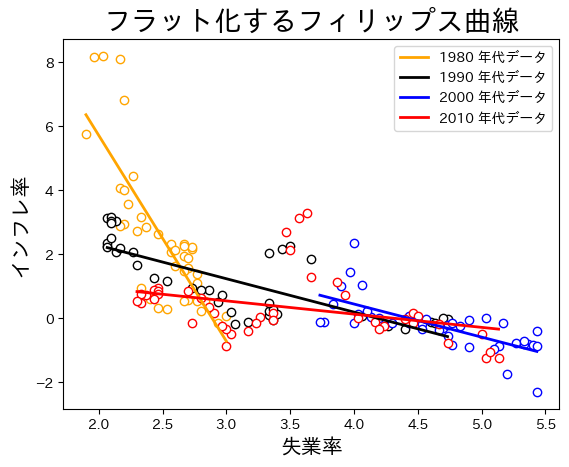 フラット化するフィリップス曲線
1980 年代データ
1990 年代データ
2000 年代データ
2010 年代データ
インフレ率
8
6
4
2
0
−2
2.0 2.5 3.0 3.5 4.0 4.5 5.0 5.5
失業率